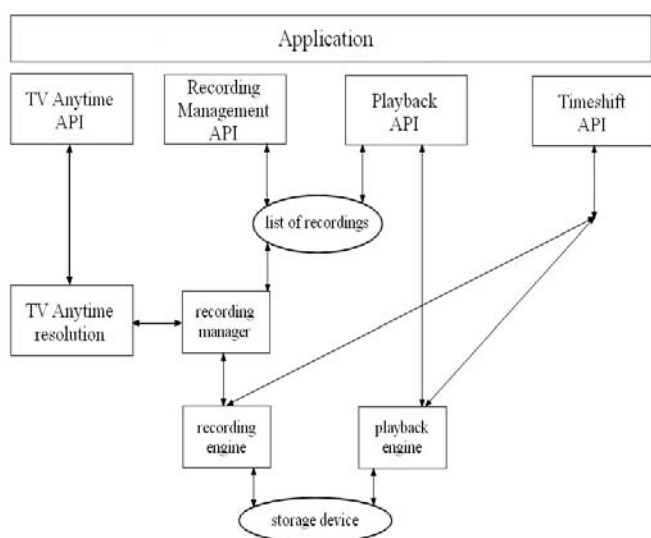 Application
TV Anytime
API
Recording
Management
API
Playback
API
Timeshift
API
list of recordings
TV Anytime
resolution
recording
manager
recording
engine
playback
engine
storage device